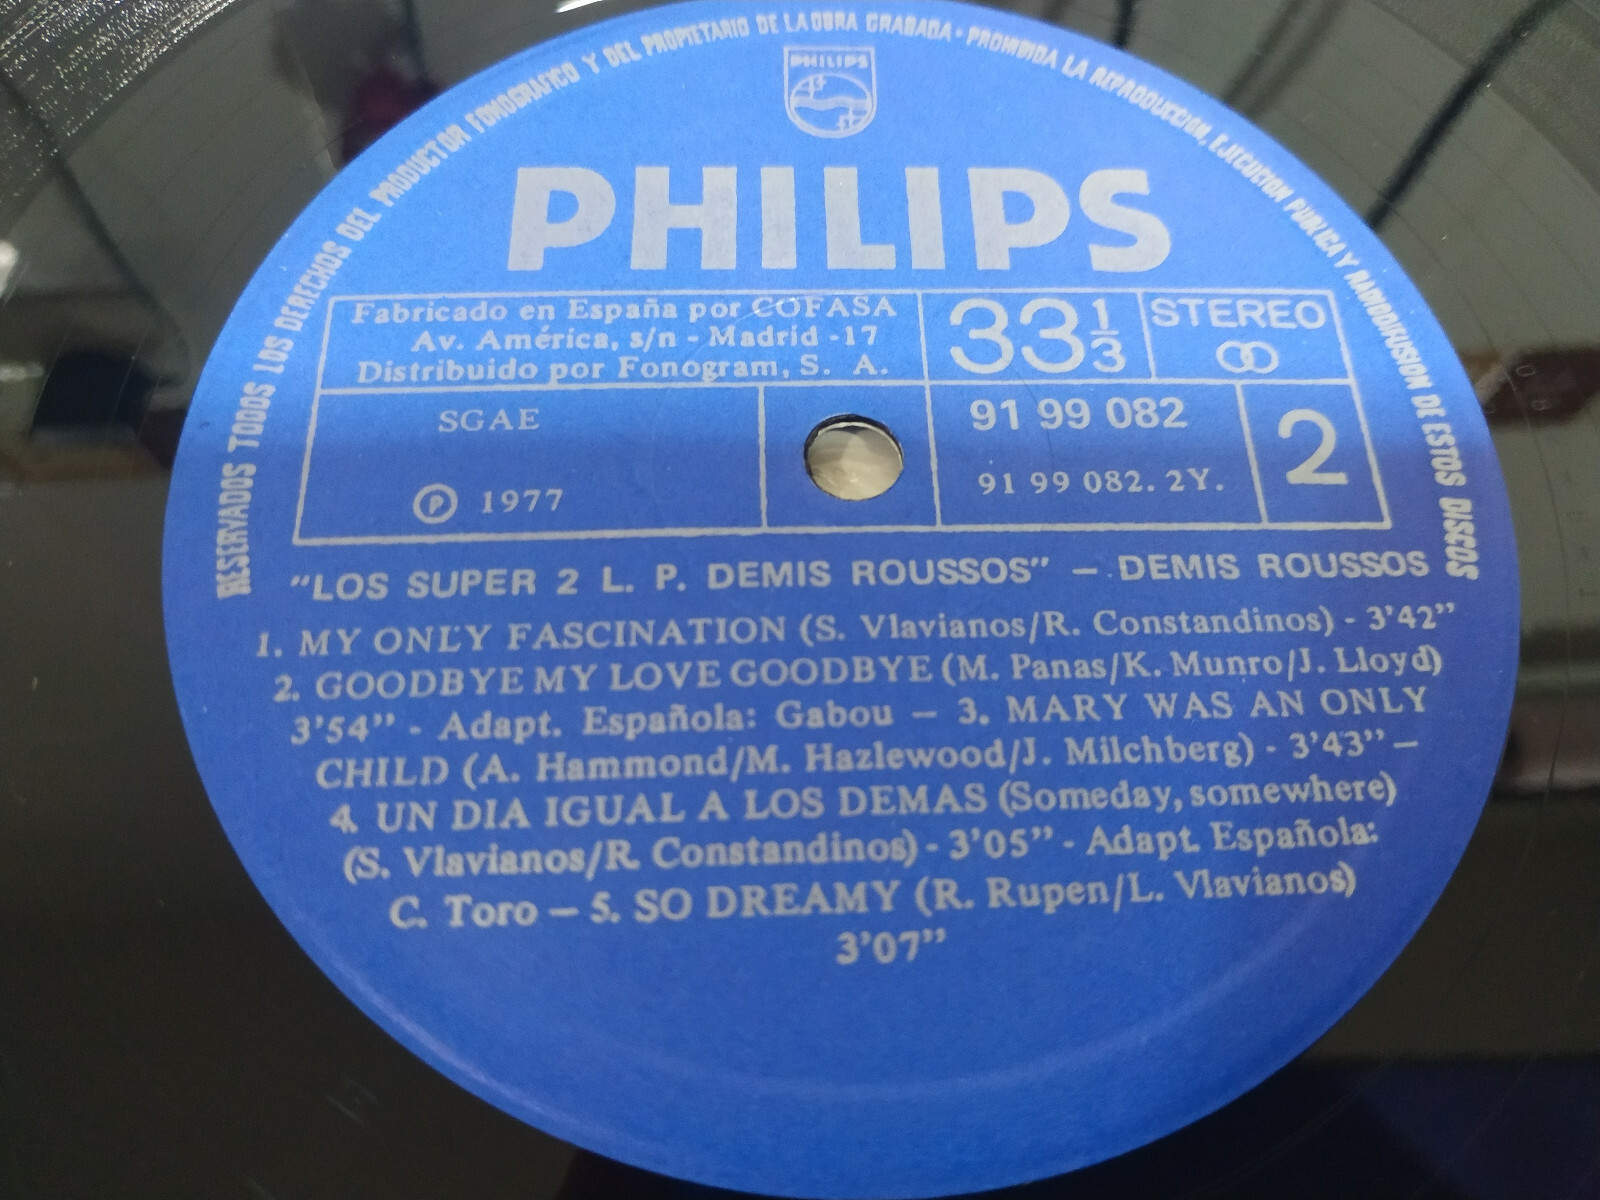 RESERVADOS TODOS LOS DERECHOS DEL PRODUCTOR FONOGRAFICO Y DEL PROPIETARIO DE LA OBRA GRABADA · PROHIBIDA LA REPRODUCCION, EJECUCION PUBLICA Y RADIODIFUSION DE ESTOS DISCOS
PHILIPS
PHILIPS
Fabricado en España por COFASA
Av. América, s/n - Madrid -17
Distribuido por Fonogram, S. A.
33 1/3
STEREO
SGAE
Ⓟ 1977
91 99 082
91 99 082. 2Y.
2
"LOS SUPER 2 L. P. DEMIS ROUSSOS" — DEMIS ROUSSOS
1. MY ONLY FASCINATION (S. Vlavianos/R. Constandinos) - 3'42"
2. GOODBYE MY LOVE GOODBYE (M. Panas/K. Munro/J. Lloyd)
3'54" - Adapt. Española: Gabou — 3. MARY WAS AN ONLY
CHILD (A. Hammond/M. Hazlewood/J. Milchberg) - 3'43" —
4. UN DIA IGUAL A LOS DEMAS (Someday, somewhere)
(S. Vlavianos/R. Constandinos) - 3'05" - Adapt. Española:
C. Toro — 5. SO DREAMY (R. Rupen/L. Vlavianos)
3'07"